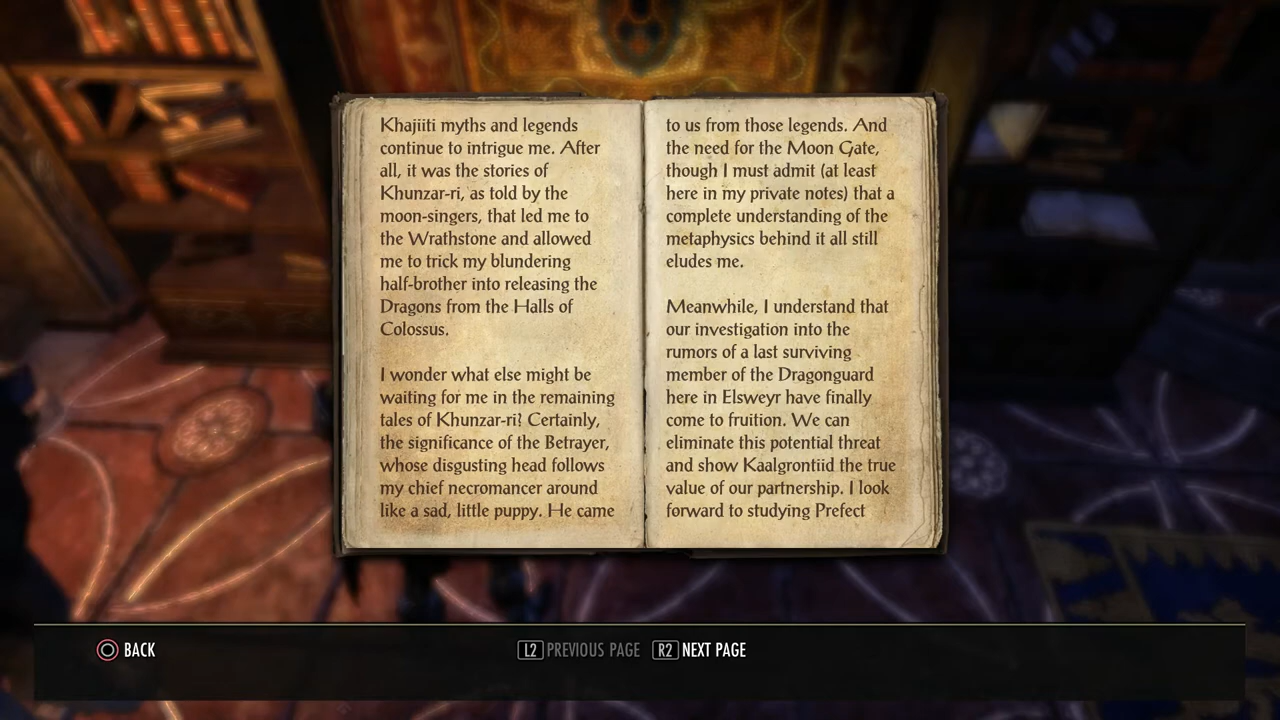 Khajiiti myths and legends
continue to intrigue me. After
all, it was the stories of
Khunzar-ri, as told by the
moon-singers, that led me to
the Wrathstone and allowed
me to trick my blundering
half-brother into releasing the
Dragons from the Halls of
Colossus.
I wonder what else might be
waiting for me in the remaining
tales of Khunzar-ri? Certainly,
the significance of the Betrayer,
whose disgusting head follows
my chief necromancer around
like a sad, little puppy. He came
to us from those legends. And
the need for the Moon Gate,
though I must admit (at least
here in my private notes) that a
complete understanding of the
metaphysics behind it all still
eludes me.
Meanwhile, I understand that
our investigation into the
rumors of a last surviving
member of the Dragonguard
here in Elsweyr have finally
come to fruition. We can
eliminate this potential threat
and show Kaalgrontiid the true
value of our partnership. I look
forward to studying Prefect
BACK L2 PREVIOUS PAGE R2 NEXT PAGE